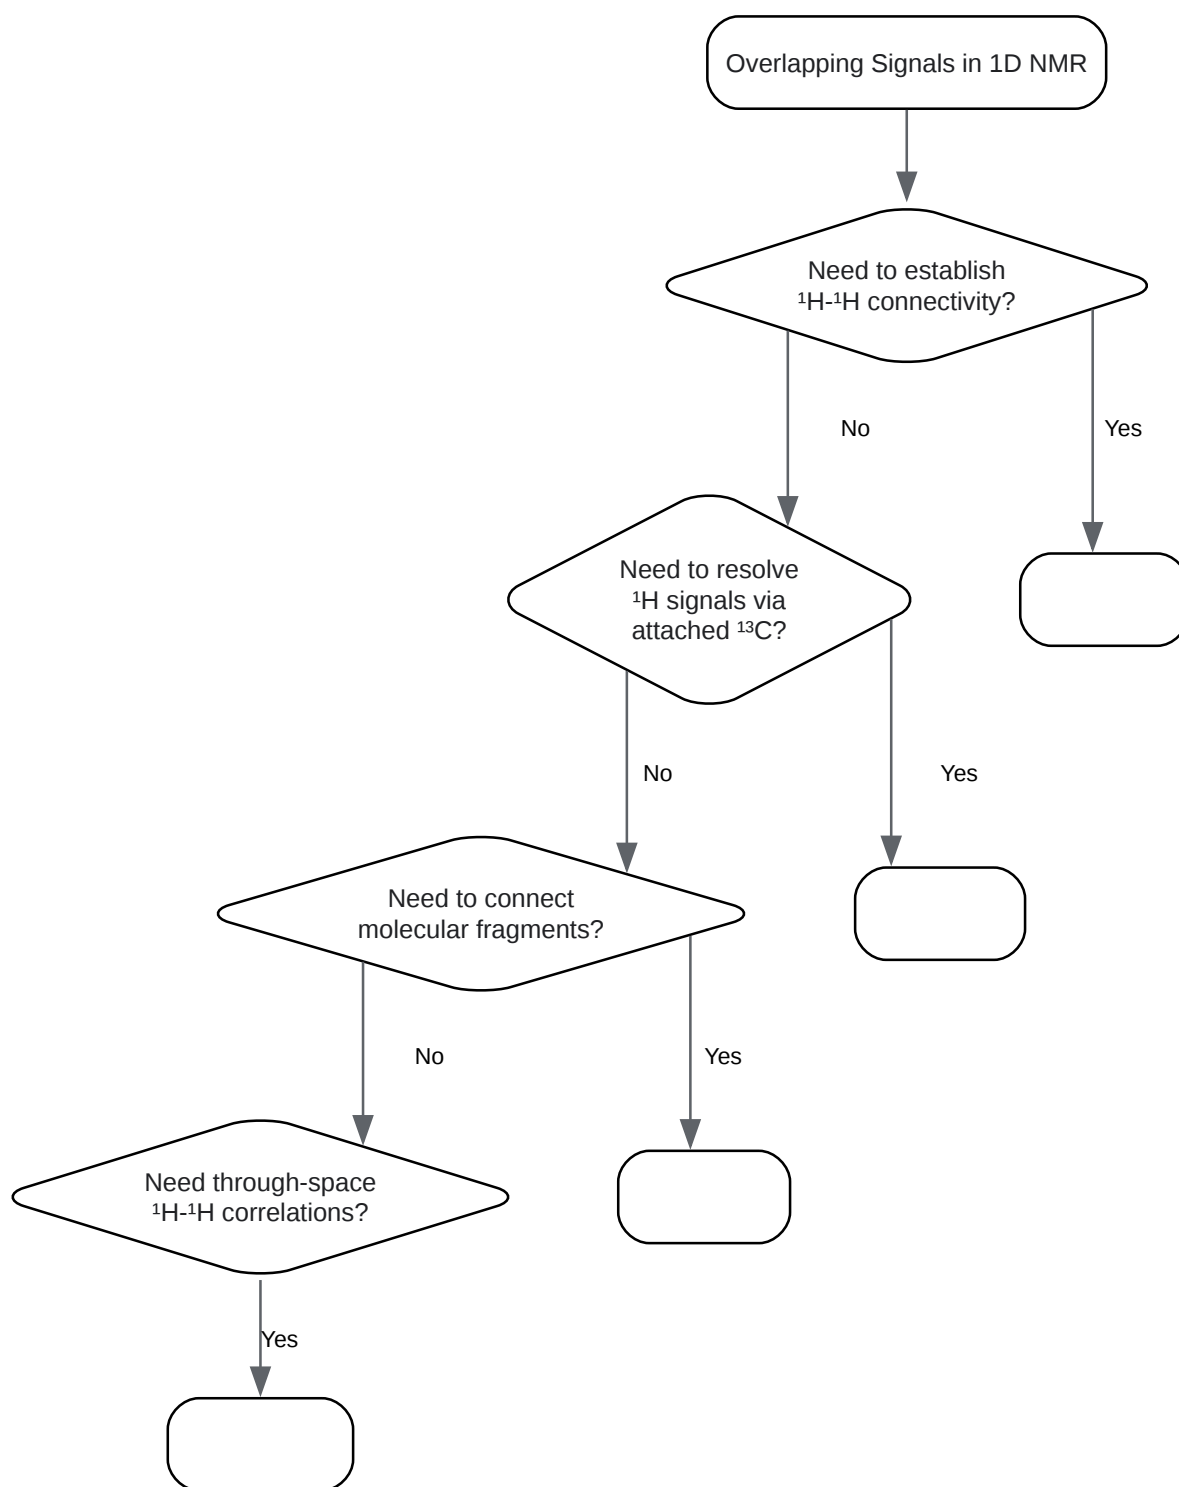 Overlapping Signals in 1D NMR
Need to establish
¹H-¹H connectivity?
No
Yes
Need to resolve
¹H signals via
attached ¹³C?
No
Yes
Need to connect
molecular fragments?
No
Yes
Need through-space
¹H-¹H correlations?
Yes